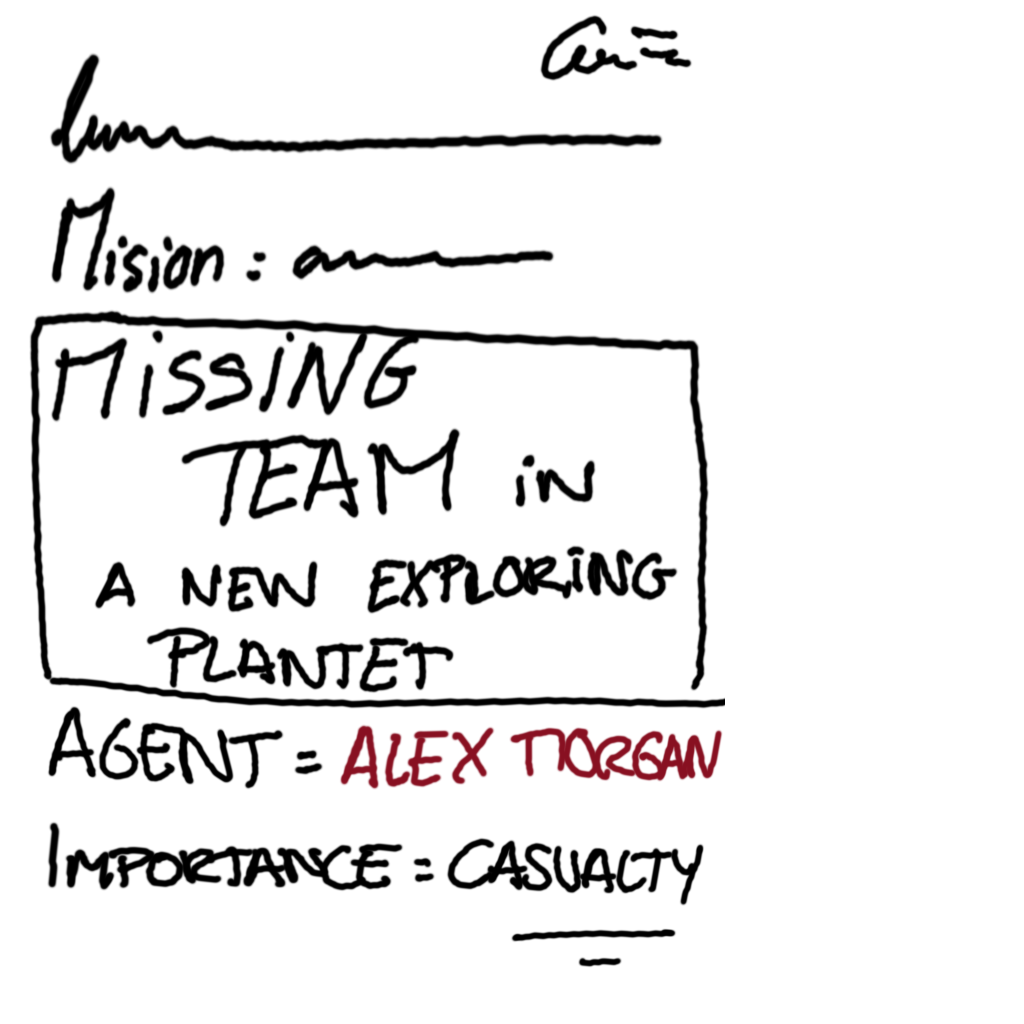 Mision :
MISSING
TEAM IN
A NEW EXPLORING
PLANTET
AGENT = ALEX MORGAN
IMPORTANCE = CASUALTY